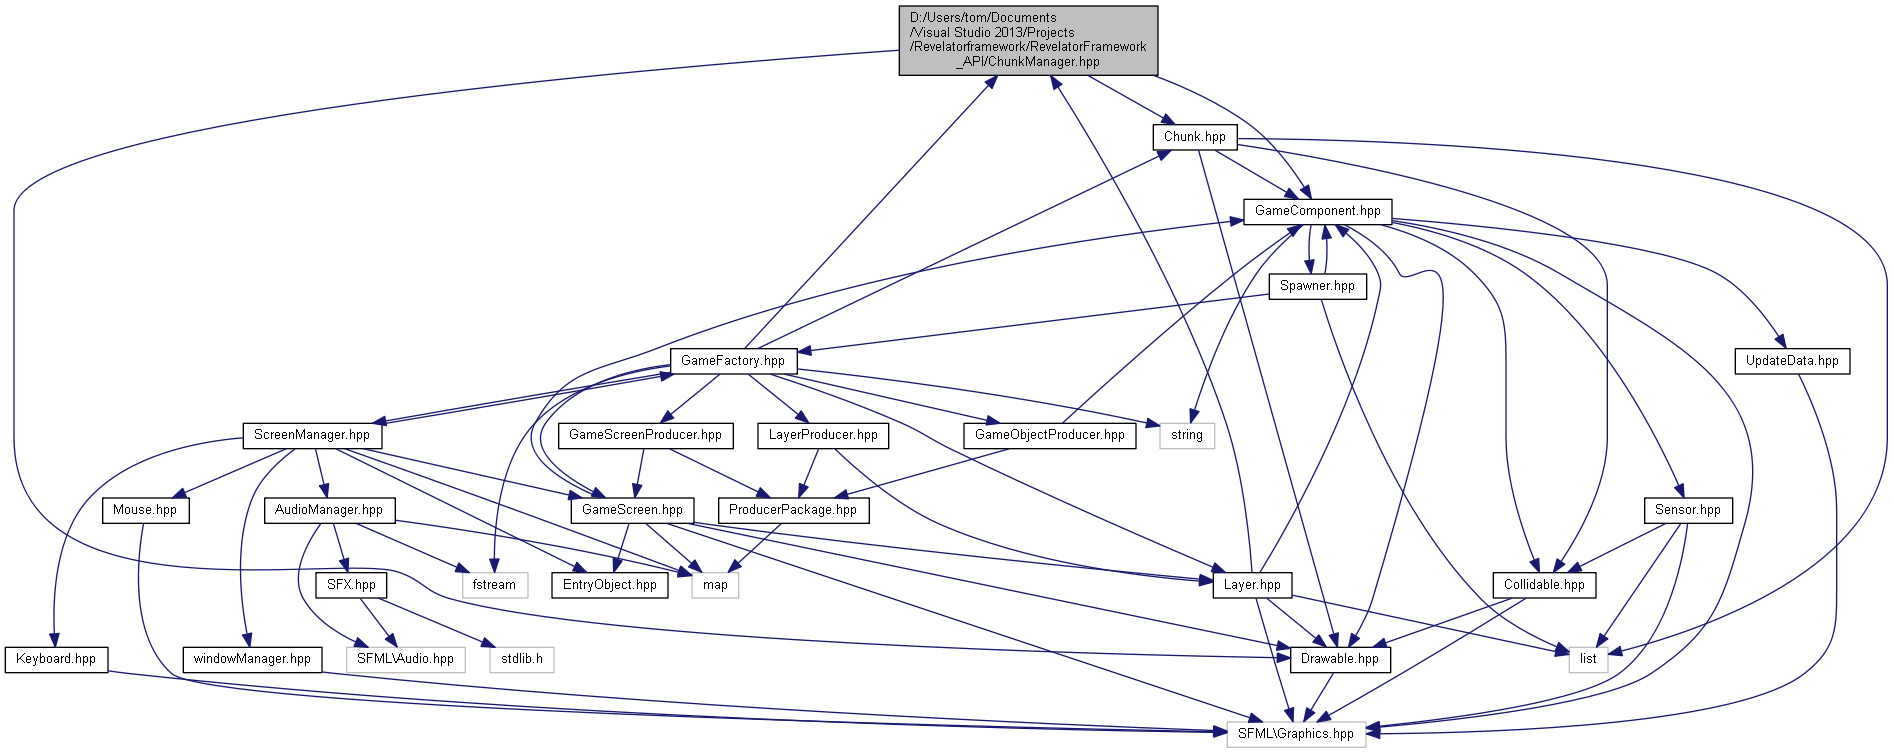 D:/Users/tom/Documents
/Visual Studio 2013/Projects
/Revelatorframework/RevelatorFramework
_API/ChunkManager.hpp
Chunk.hpp
GameComponent.hpp
Spawner.hpp
GameFactory.hpp
UpdateData.hpp
ScreenManager.hpp
GameScreenProducer.hpp
LayerProducer.hpp
GameObjectProducer.hpp
string
Mouse.hpp
AudioManager.hpp
GameScreen.hpp
ProducerPackage.hpp
Sensor.hpp
SFX.hpp
fstream
EntryObject.hpp
map
Layer.hpp
Collidable.hpp
Keyboard.hpp
windowManager.hpp
SFML\Audio.hpp
stdlib.h
Drawable.hpp
list
SFML\Graphics.hpp